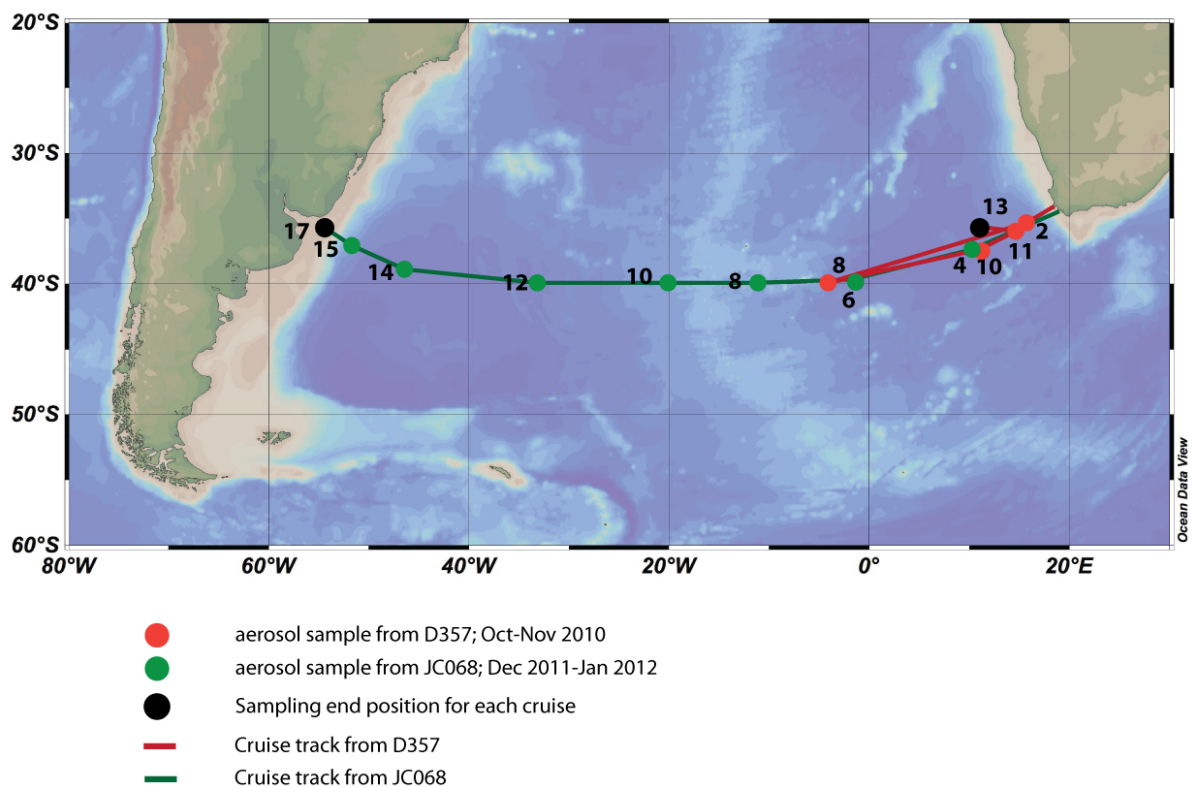 20°S
30°S
40°S
50°S
60°S
80°W
60°W
40°W
20°W
0°
20°E
17
15
14
12
10
8
8
6
4
10
11
2
13
Ocean Data View
aerosol sample from D357; Oct-Nov 2010
aerosol sample from JC068; Dec 2011-Jan 2012
Sampling end position for each cruise
Cruise track from D357
Cruise track from JC068